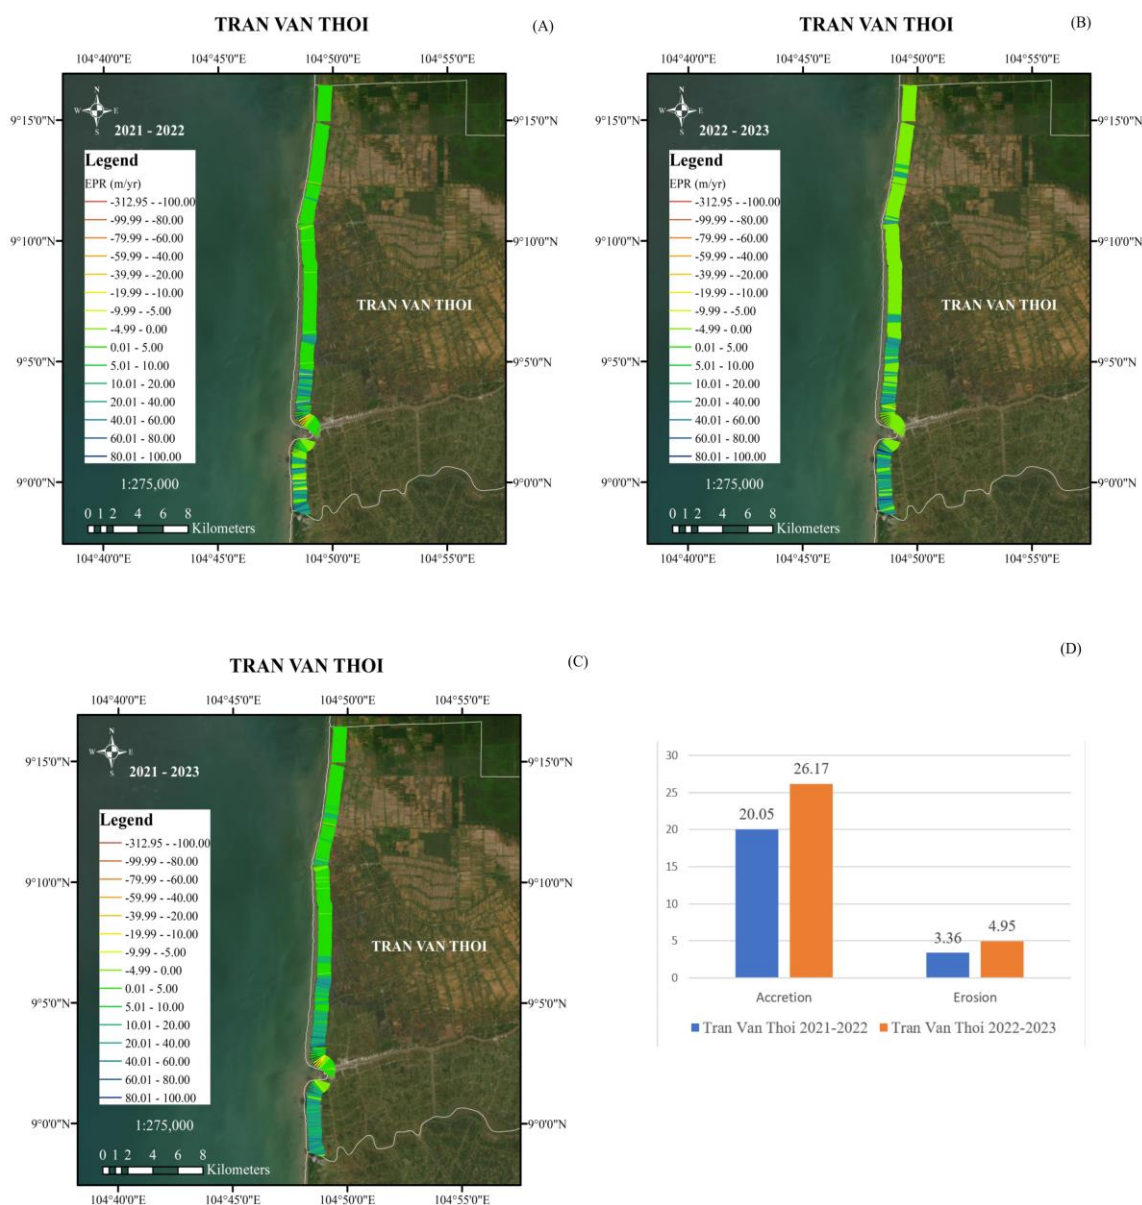 TRAN VAN THOI
(A)
104°40'0"E 104°45'0"E 104°50'0"E 104°55'0"E
N
W E
S
2021 - 2022
Legend
EPR (m/yr)
-312.95 - -100.00
-99.99 - -80.00
-79.99 - -60.00
-59.99 - -40.00
-39.99 - -20.00
-19.99 - -10.00
-9.99 - -5.00
-4.99 - 0.00
0.01 - 5.00
5.01 - 10.00
10.01 - 20.00
20.01 - 40.00
40.01 - 60.00
60.01 - 80.00
80.01 - 100.00
1:275,000
0 1 2 4 6 8
Kilometers
TRAN VAN THOI
9°15'0"N 9°15'0"N
9°10'0"N 9°10'0"N
9°5'0"N 9°5'0"N
9°0'0"N 9°0'0"N
104°40'0"E 104°45'0"E 104°50'0"E 104°55'0"E
TRAN VAN THOI
(B)
104°40'0"E 104°45'0"E 104°50'0"E 104°55'0"E
N
W E
S
2022 - 2023
Legend
EPR (m/yr)
-312.95 - -100.00
-99.99 - -80.00
-79.99 - -60.00
-59.99 - -40.00
-39.99 - -20.00
-19.99 - -10.00
-9.99 - -5.00
-4.99 - 0.00
0.01 - 5.00
5.01 - 10.00
10.01 - 20.00
20.01 - 40.00
40.01 - 60.00
60.01 - 80.00
80.01 - 100.00
1:275,000
0 1 2 4 6 8
Kilometers
TRAN VAN THOI
9°15'0"N 9°15'0"N
9°10'0"N 9°10'0"N
9°5'0"N 9°5'0"N
9°0'0"N 9°0'0"N
104°40'0"E 104°45'0"E 104°50'0"E 104°55'0"E
TRAN VAN THOI
(C)
104°40'0"E 104°45'0"E 104°50'0"E 104°55'0"E
N
W E
S
2021 - 2023
Legend
-312.95 - -100.00
-99.99 - -80.00
-79.99 - -60.00
-59.99 - -40.00
-39.99 - -20.00
-19.99 - -10.00
-9.99 - -5.00
-4.99 - 0.00
0.01 - 5.00
5.01 - 10.00
10.01 - 20.00
20.01 - 40.00
40.01 - 60.00
60.01 - 80.00
80.01 - 100.00
1:275,000
0 1 2 4 6 8
Kilometers
TRAN VAN THOI
9°15'0"N 9°15'0"N
9°10'0"N 9°10'0"N
9°5'0"N 9°5'0"N
9°0'0"N 9°0'0"N
104°40'0"E 104°45'0"E 104°50'0"E 104°55'0"E
(D)
30
25
20
15
10
5
0
20.05
26.17
3.36
4.95
Accretion Erosion
Tran Van Thoi 2021-2022 Tran Van Thoi 2022-2023